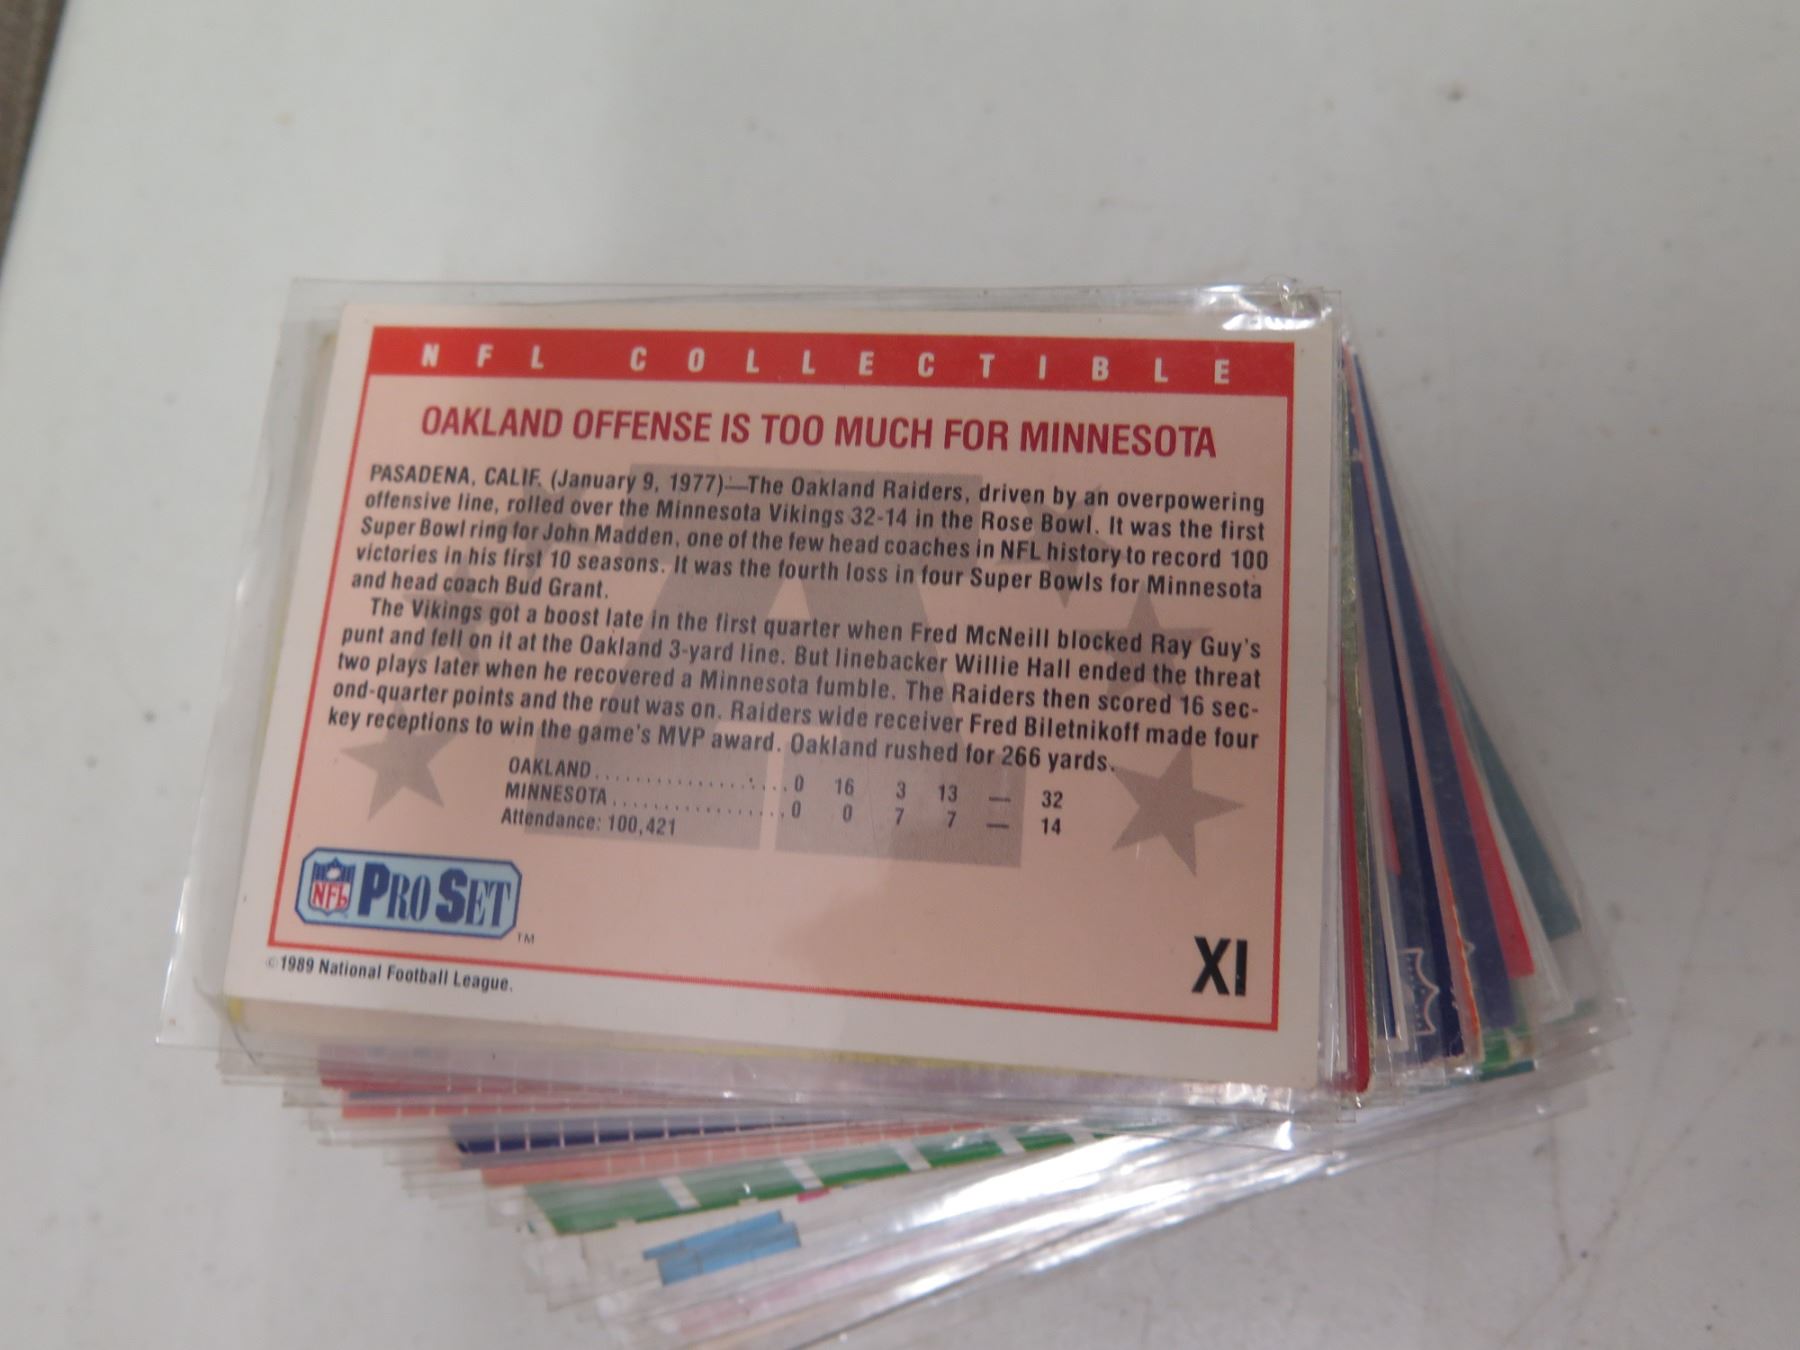 NFL COLLECTIBLE
OAKLAND OFFENSE IS TOO MUCH FOR MINNESOTA
PASADENA, CALIF. (January 9, 1977)—The Oakland Raiders, driven by an overpowering
offensive line, rolled over the Minnesota Vikings 32-14 in the Rose Bowl. It was the first
Super Bowl ring for John Madden, one of the few head coaches in NFL history to record 100
victories in his first 10 seasons. It was the fourth loss in four Super Bowls for Minnesota
and head coach Bud Grant.
The Vikings got a boost late in the first quarter when Fred McNeill blocked Ray Guy's
punt and fell on it at the Oakland 3-yard line. But linebacker Willie Hall ended the threat
two plays later when he recovered a Minnesota fumble. The Raiders then scored 16 sec-
ond-quarter points and the rout was on. Raiders wide receiver Fred Biletnikoff made four
key receptions to win the game's MVP award. Oakland rushed for 266 yards.
OAKLAND....................0 16 3 13 — 32
MINNESOTA..................0 0 7 7 — 14
Attendance: 100,421
NFL PRO SET TM
XI
©1989 National Football League.